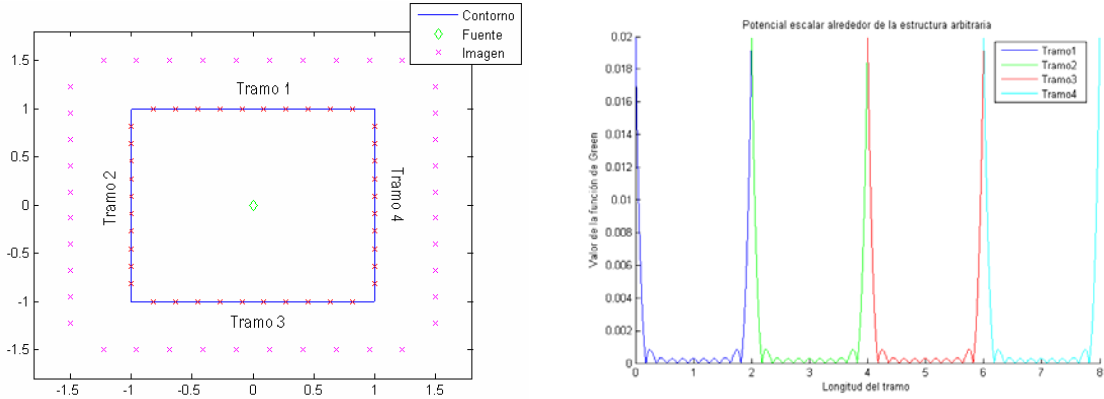 Contorno
Fuente
Imagen
1.5
1
0.5
0
-0.5
-1
-1.5
Tramo 1
Tramo 2
Tramo 4
Tramo 3
-1.5 -1 -0.5 0 0.5 1 1.5
Potencial escalar alrededor de la estructura arbitraria
Tramo1
Tramo2
Tramo3
Tramo4
Valor de la función de Green
0.02
0.018
0.016
0.014
0.012
0.01
0.008
0.006
0.004
0.002
0
0 1 2 3 4 5 6 7 8
Longitud del tramo